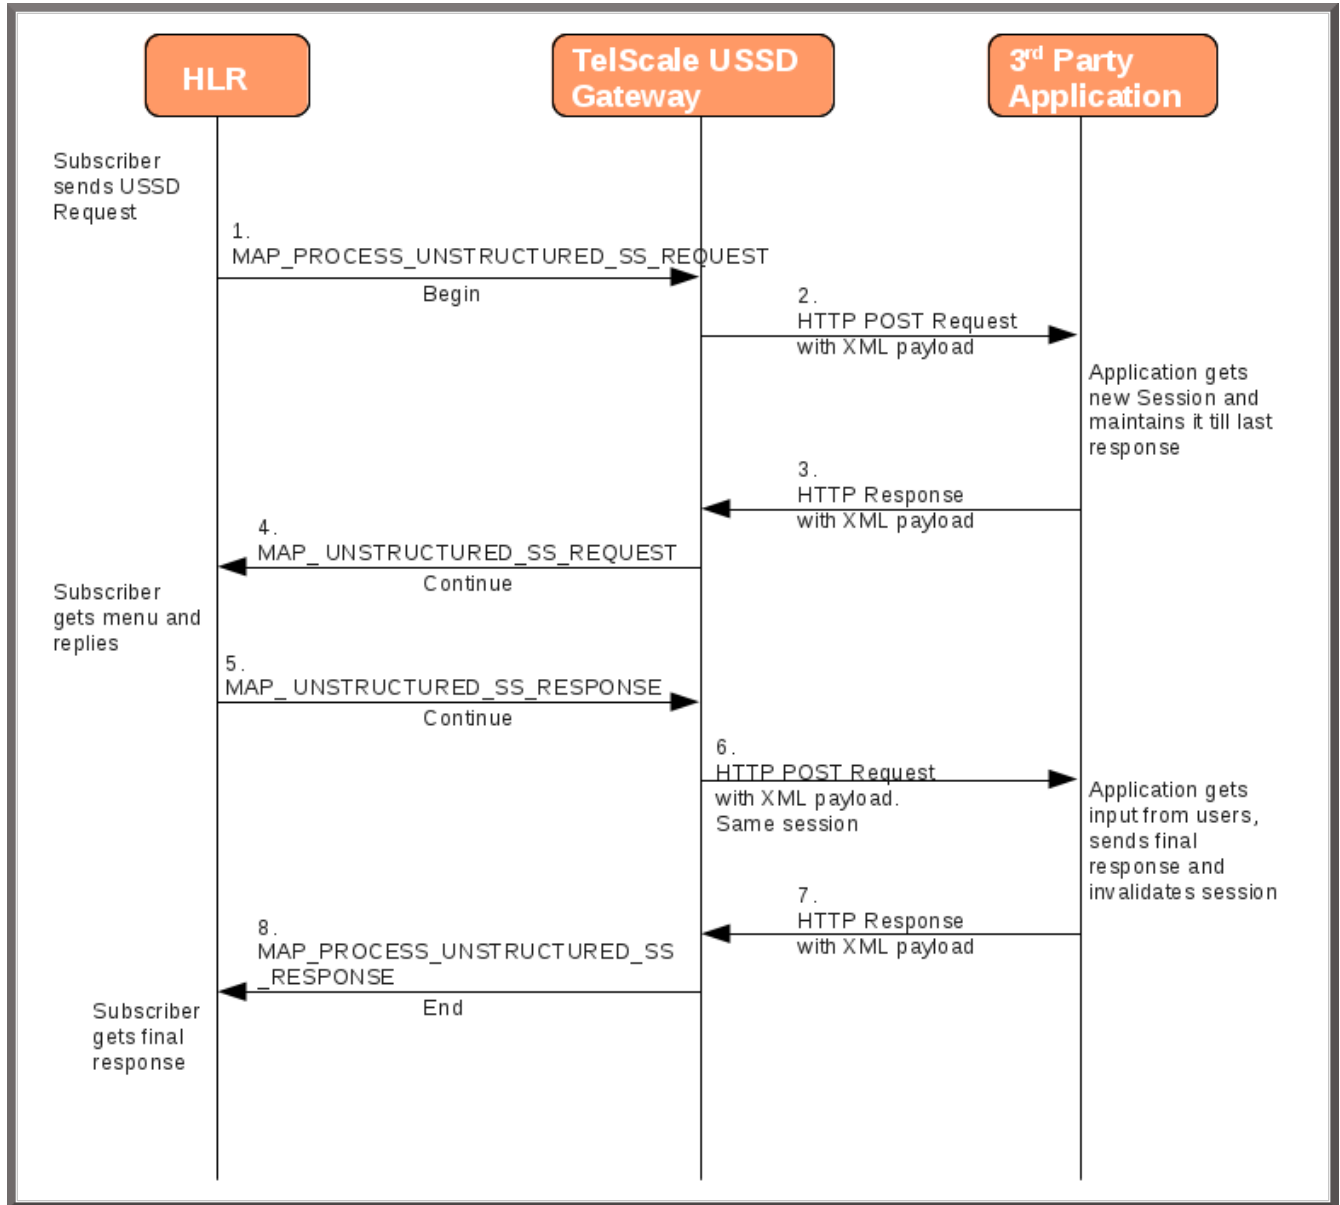 HLR
TelScale USSD
Gateway
3rd Party
Application
Subscriber
sends USSD
Request
1.
MAP_PROCESS_UNSTRUCTURED_SS_REQUEST
Begin
2.
HTTP POST Request
with XML payload
Application gets
new Session and
maintains it till last
response
3.
HTTP Response
with XML payload
4.
MAP_ UNSTRUCTURED_SS_REQUEST
Continue
Subscriber
gets menu and
replies
5.
MAP_ UNSTRUCTURED_SS_RESPONSE
Continue
6.
HTTP POST Request
with XML payload.
Same session
Application gets
input from users,
sends final
response and
invalidates session
7.
HTTP Response
with XML payload
8.
MAP_PROCESS_UNSTRUCTURED_SS
_RESPONSE
End
Subscriber
gets final
response